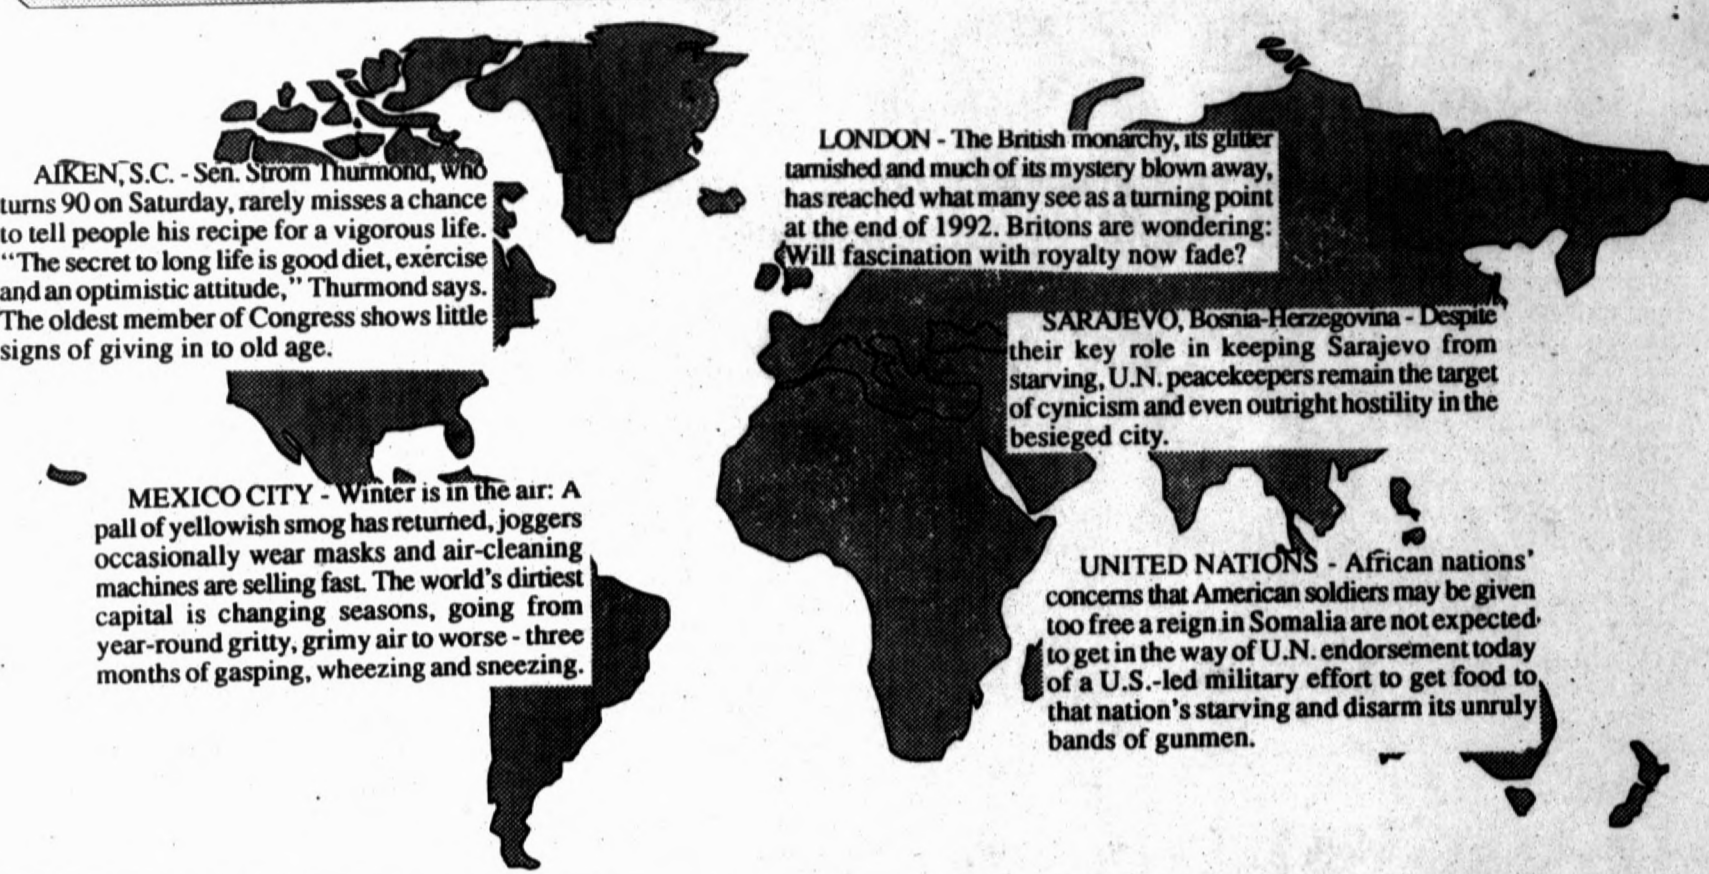 AIKEN, S.C. - Sen. Strom Thurmond, who
turns 90 on Saturday, rarely misses a chance
to tell people his recipe for a vigorous life.
“The secret to long life is good diet, exercise
and an optimistic attitude,” Thurmond says.
The oldest member of Congress shows little
signs of giving in to old age.
MEXICO CITY - Winter is in the air: A
pall of yellowish smog has returned, joggers
occasionally wear masks and air-cleaning
machines are selling fast. The world's dirtiest
capital is changing seasons, going from
year-round gritty, grimy air to worse - three
months of gasping, wheezing and sneezing.
LONDON - The British monarchy, its glitter
tarnished and much of its mystery blown away,
has reached what many see as a turning point
at the end of 1992. Britons are wondering:
Will fascination with royalty now fade?
SARAJEVO, Bosnia-Herzegovina - Despite
their key role in keeping Sarajevo from
starving, U.N. peacekeepers remain the target
of cynicism and even outright hostility in the
besieged city.
UNITED NATIONS - African nations'
concerns that American soldiers may be given
too free a reign in Somalia are not expected
to get in the way of U.N. endorsement today
of a U.S.-led military effort to get food to
that nation's starving and disarm its unruly
bands of gunmen.